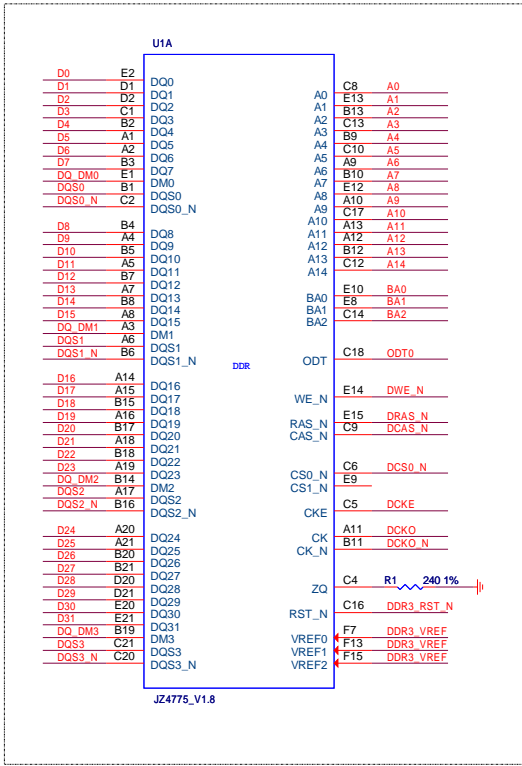 U1A
D0 E2 DQ0
D1 D1 DQ1
D2 D2 DQ2
D3 C1 DQ3
D4 B2 DQ4
D5 A1 DQ5
D6 A2 DQ6
D7 B3 DQ7
DQ_DM0 E1 DM0
DQS0 B1 DQS0
DQS0_N C2 DQS0_N
D8 B4 DQ8
D9 A4 DQ9
D10 B5 DQ10
D11 A5 DQ11
D12 B7 DQ12
D13 A7 DQ13
D14 B8 DQ14
D15 A8 DQ15
DQ_DM1 A3 DM1
DQS1 A6 DQS1
DQS1_N B6 DQS1_N
D16 A14 DQ16
D17 A15 DQ17
D18 B15 DQ18
D19 A16 DQ19
D20 B17 DQ20
D21 A18 DQ21
D22 B18 DQ22
D23 A19 DQ23
DQ_DM2 B14 DM2
DQS2 A17 DQS2
DQS2_N B16 DQS2_N
D24 A20 DQ24
D25 A21 DQ25
D26 B20 DQ26
D27 B21 DQ27
D28 D20 DQ28
D29 D21 DQ29
D30 E20 DQ30
D31 E21 DQ31
DQ_DM3 B19 DM3
DQS3 C21 DQS3
DQS3_N C20 DQS3_N
DDR
A0 C8 A0
A1 E13 A1
A2 B13 A2
A3 C13 A3
A4 B9 A4
A5 C10 A5
A6 A9 A6
A7 B10 A7
A8 E12 A8
A9 A10 A9
A10 C17 A10
A11 A13 A11
A12 A12 A12
A13 B12 A13
A14 C12 A14
BA0 E10 BA0
BA1 E8 BA1
BA2 C14 BA2
ODT C18 ODT0
WE_N E14 DWE_N
RAS_N E15 DRAS_N
CAS_N C9 DCAS_N
CS0_N C6 DCS0_N
CS1_N E9
CKE C5 DCKE
CK A11 DCKO
CK_N B11 DCKO_N
ZQ C4 R1 240 1%
RST_N C16 DDR3_RST_N
VREF0 F7 DDR3_VREF
VREF1 F13 DDR3_VREF
VREF2 F15 DDR3_VREF
JZ4775_V1.8